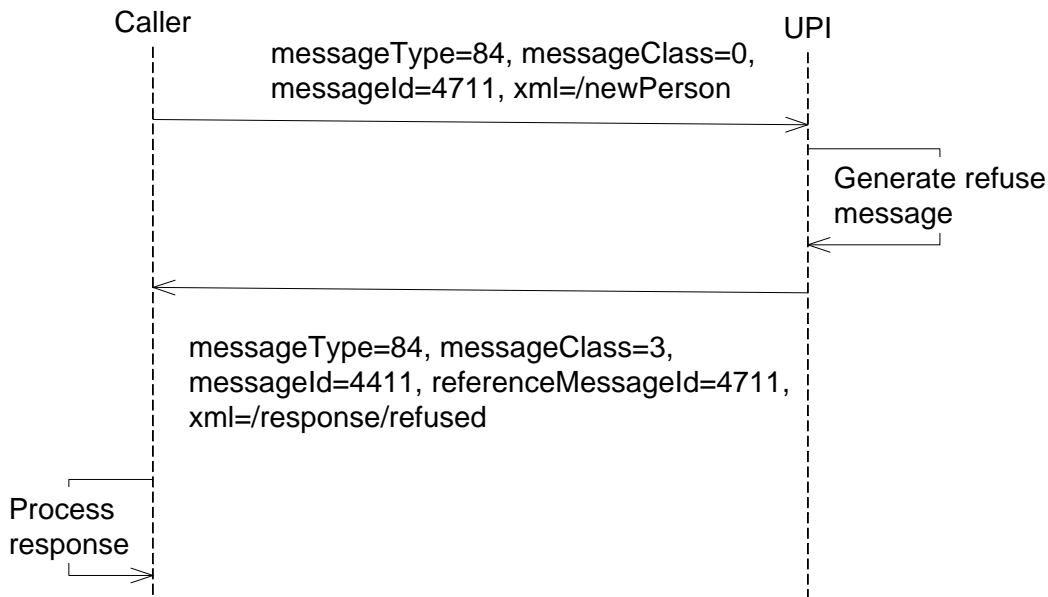 Caller
UPI
messageType=84, messageClass=0,
messageId=4711, xml=/newPerson
Generate refuse
message
messageType=84, messageClass=3,
messageId=4411, referenceMessageId=4711,
xml=/response/refused
Process
response